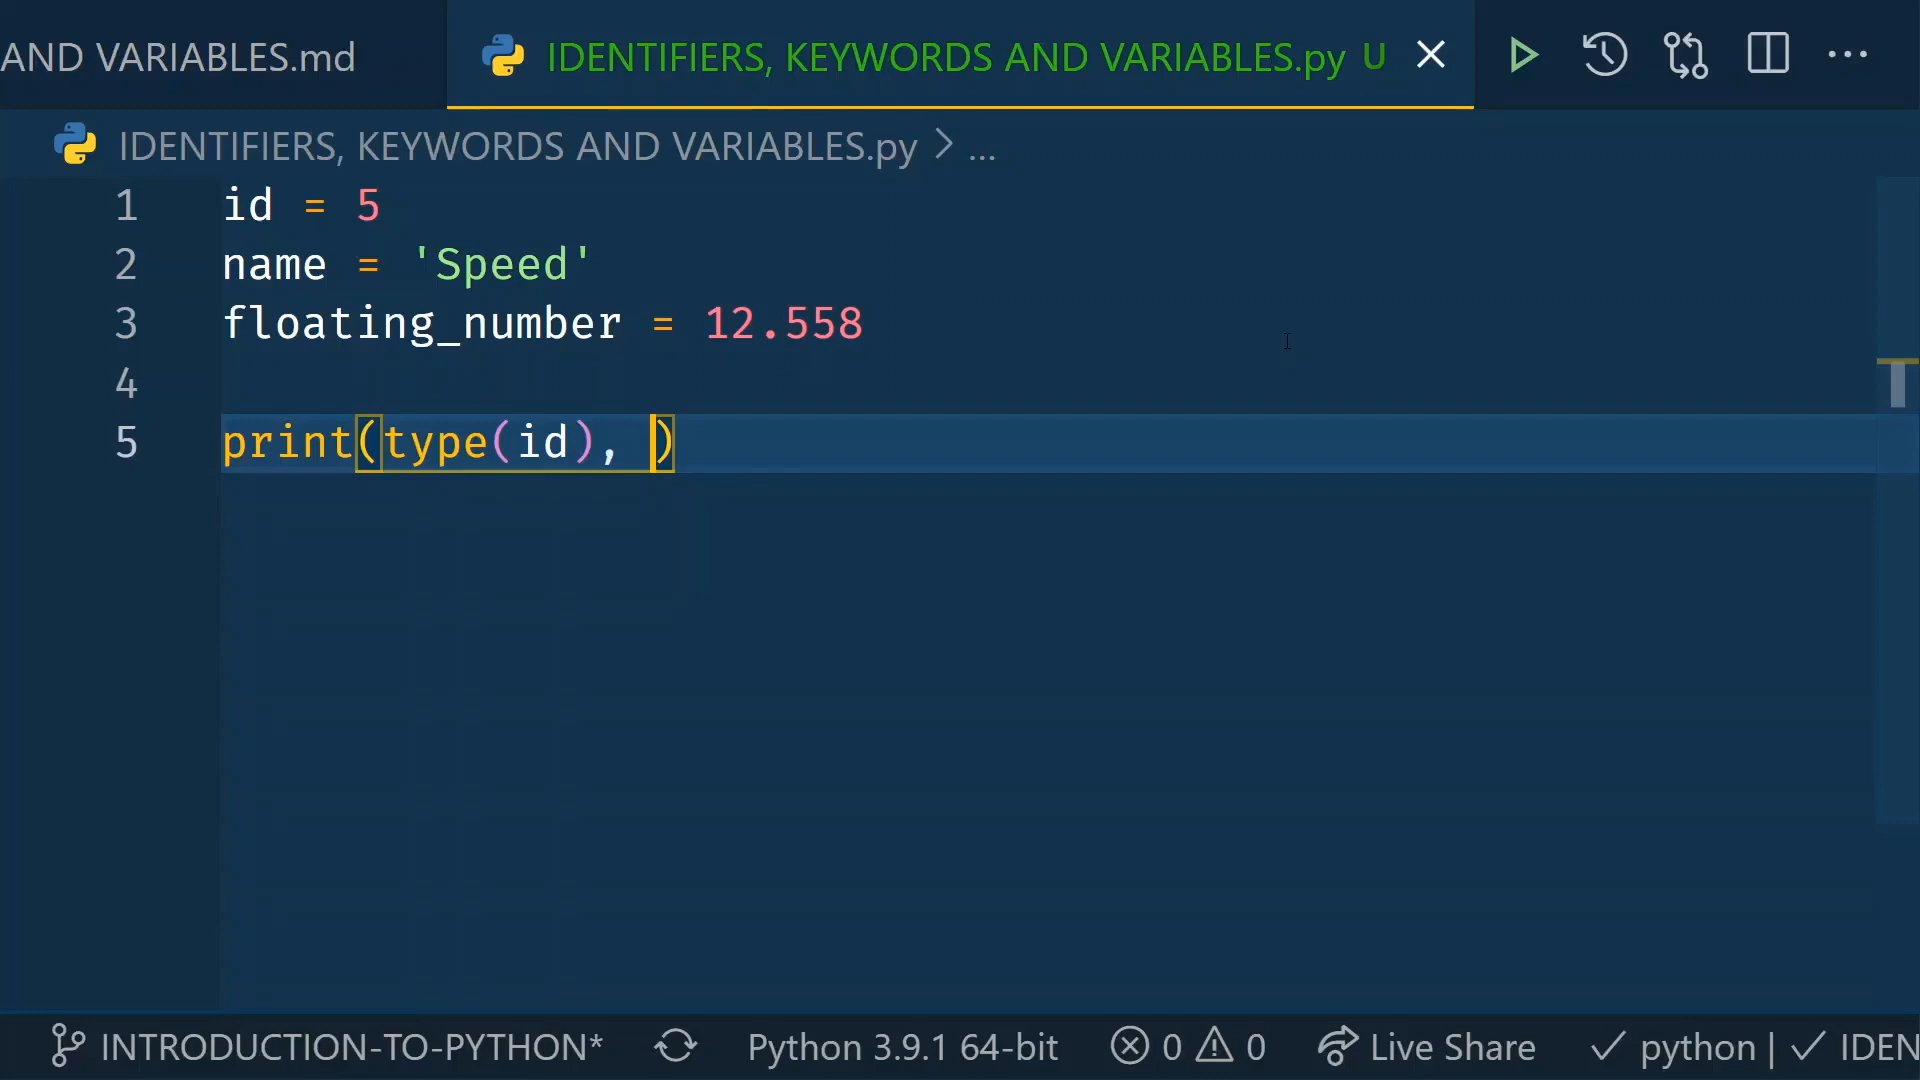 AND VARIABLES.md
IDENTIFIERS, KEYWORDS AND VARIABLES.py U
IDENTIFIERS, KEYWORDS AND VARIABLES.py > ...
1 id = 5
2 name = 'Speed'
3 floating_number = 12.558
4
5 print(type(id), )
INTRODUCTION-TO-PYTHON* Python 3.9.1 64-bit 0 0 Live Share ✓ python | ✓ IDEN